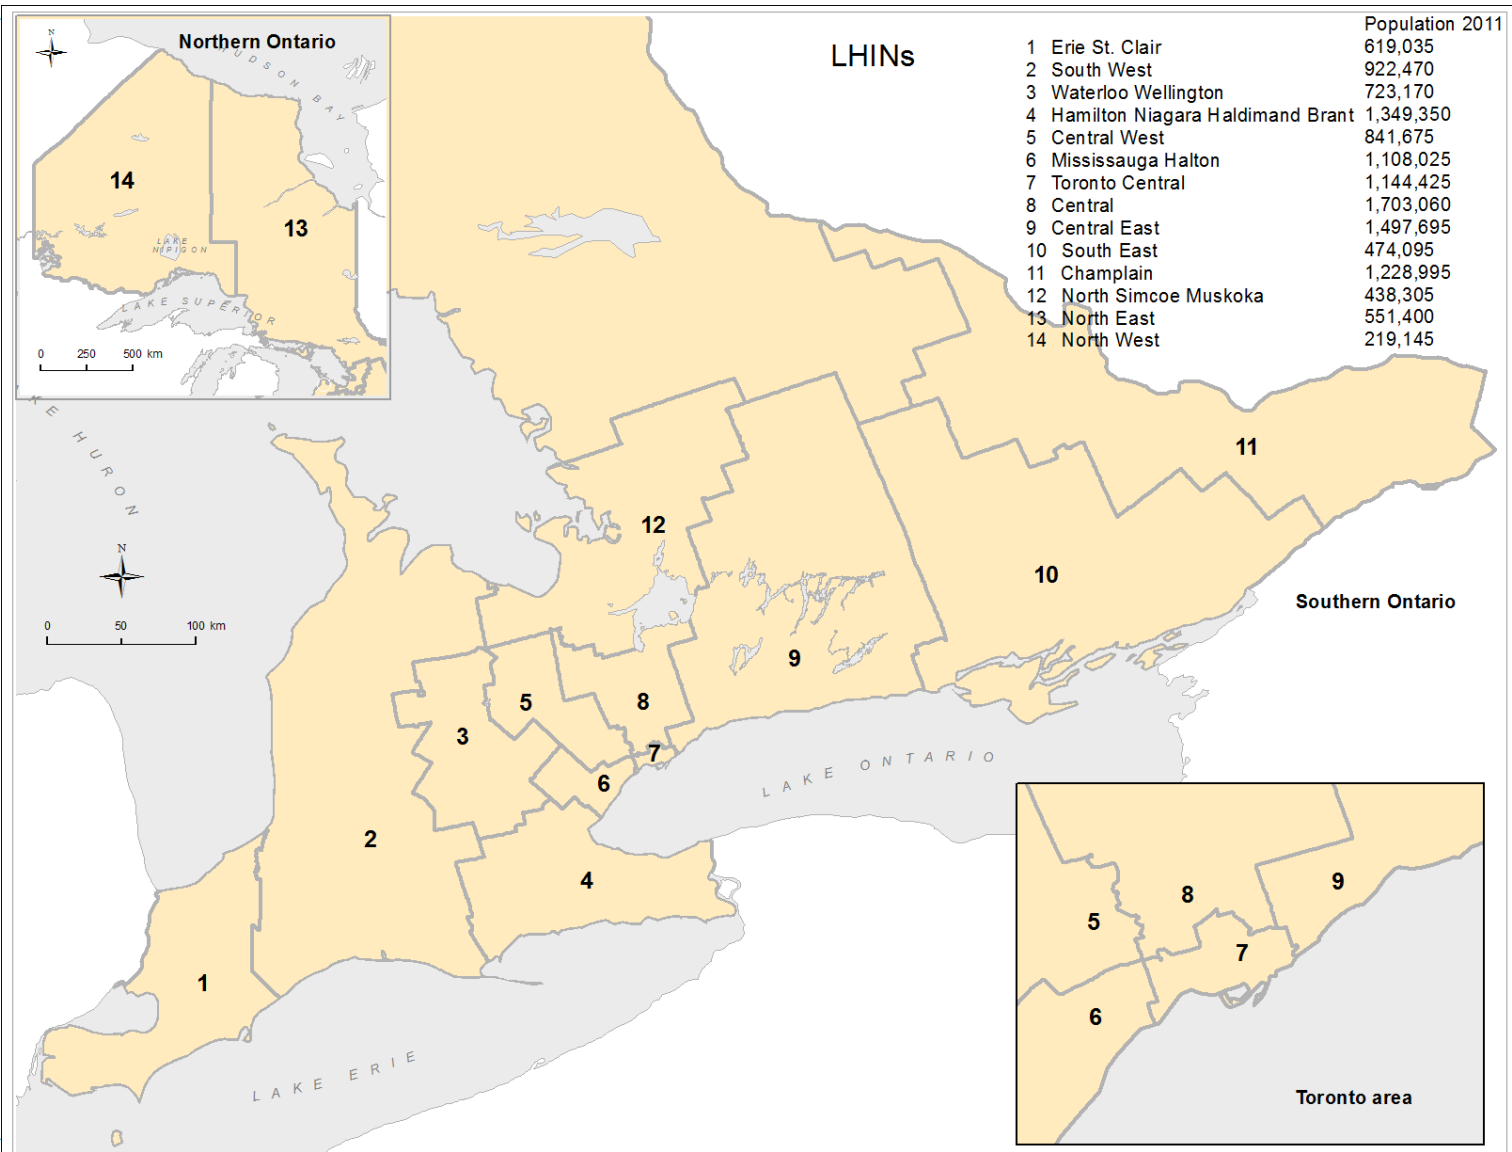 Northern Ontario
N
HUDSON BAY
14
13
LAKE
NIPIGON
LAKE SUPERIOR
0 250 500 km
LHINs
Population 2011
1 Erie St. Clair 619,035
2 South West 922,470
3 Waterloo Wellington 723,170
4 Hamilton Niagara Haldimand Brant 1,349,350
5 Central West 841,675
6 Mississauga Halton 1,108,025
7 Toronto Central 1,144,425
8 Central 1,703,060
9 Central East 1,497,695
10 South East 474,095
11 Champlain 1,228,995
12 North Simcoe Muskoka 438,305
13 North East 551,400
14 North West 219,145
KE HURON
N
0 50 100 km
11
12
10
Southern Ontario
9
5
8
3
7
6
LAKE ONTARIO
2
4
1
LAKE ERIE
9
8
5
7
6
Toronto area